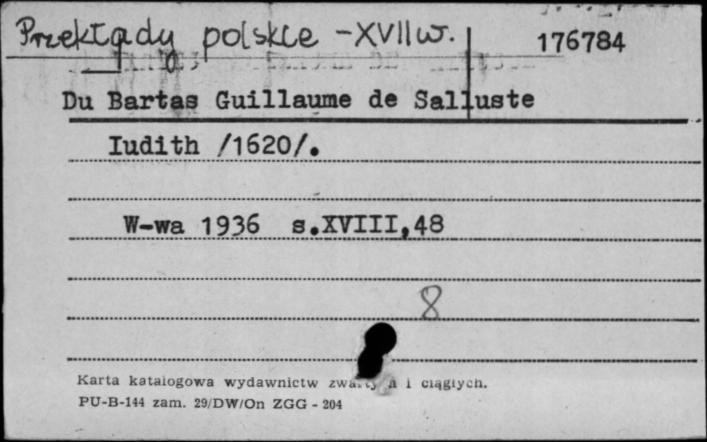 Przekłady polskie - XVII w. 176784
Du Bartas Guillaume de Salluste
Iudith /1620/.
W-wa 1936 s.XVIII,48
8
Karta katalogowa wydawnictw i ciągłych.
PU-B-144 zam. 29/DW/On ZGG - 204